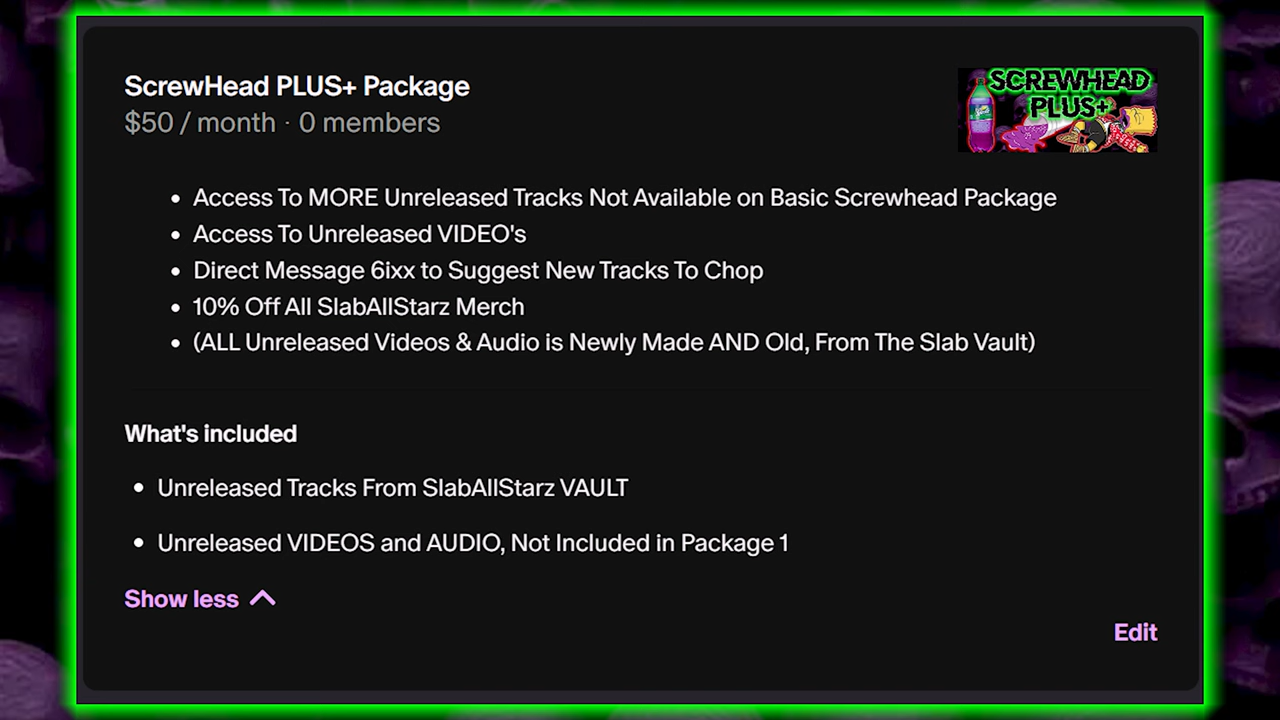 ScrewHead PLUS+ Package
$50 / month · 0 members
SCREWHEAD
PLUS+
• Access To MORE Unreleased Tracks Not Available on Basic Screwhead Package
• Access To Unreleased VIDEO's
• Direct Message 6ixx to Suggest New Tracks To Chop
• 10% Off All SlabAllStarz Merch
• (ALL Unreleased Videos & Audio is Newly Made AND Old, From The Slab Vault)
What's included
• Unreleased Tracks From SlabAllStarz VAULT
• Unreleased VIDEOS and AUDIO, Not Included in Package 1
Show less
Edit